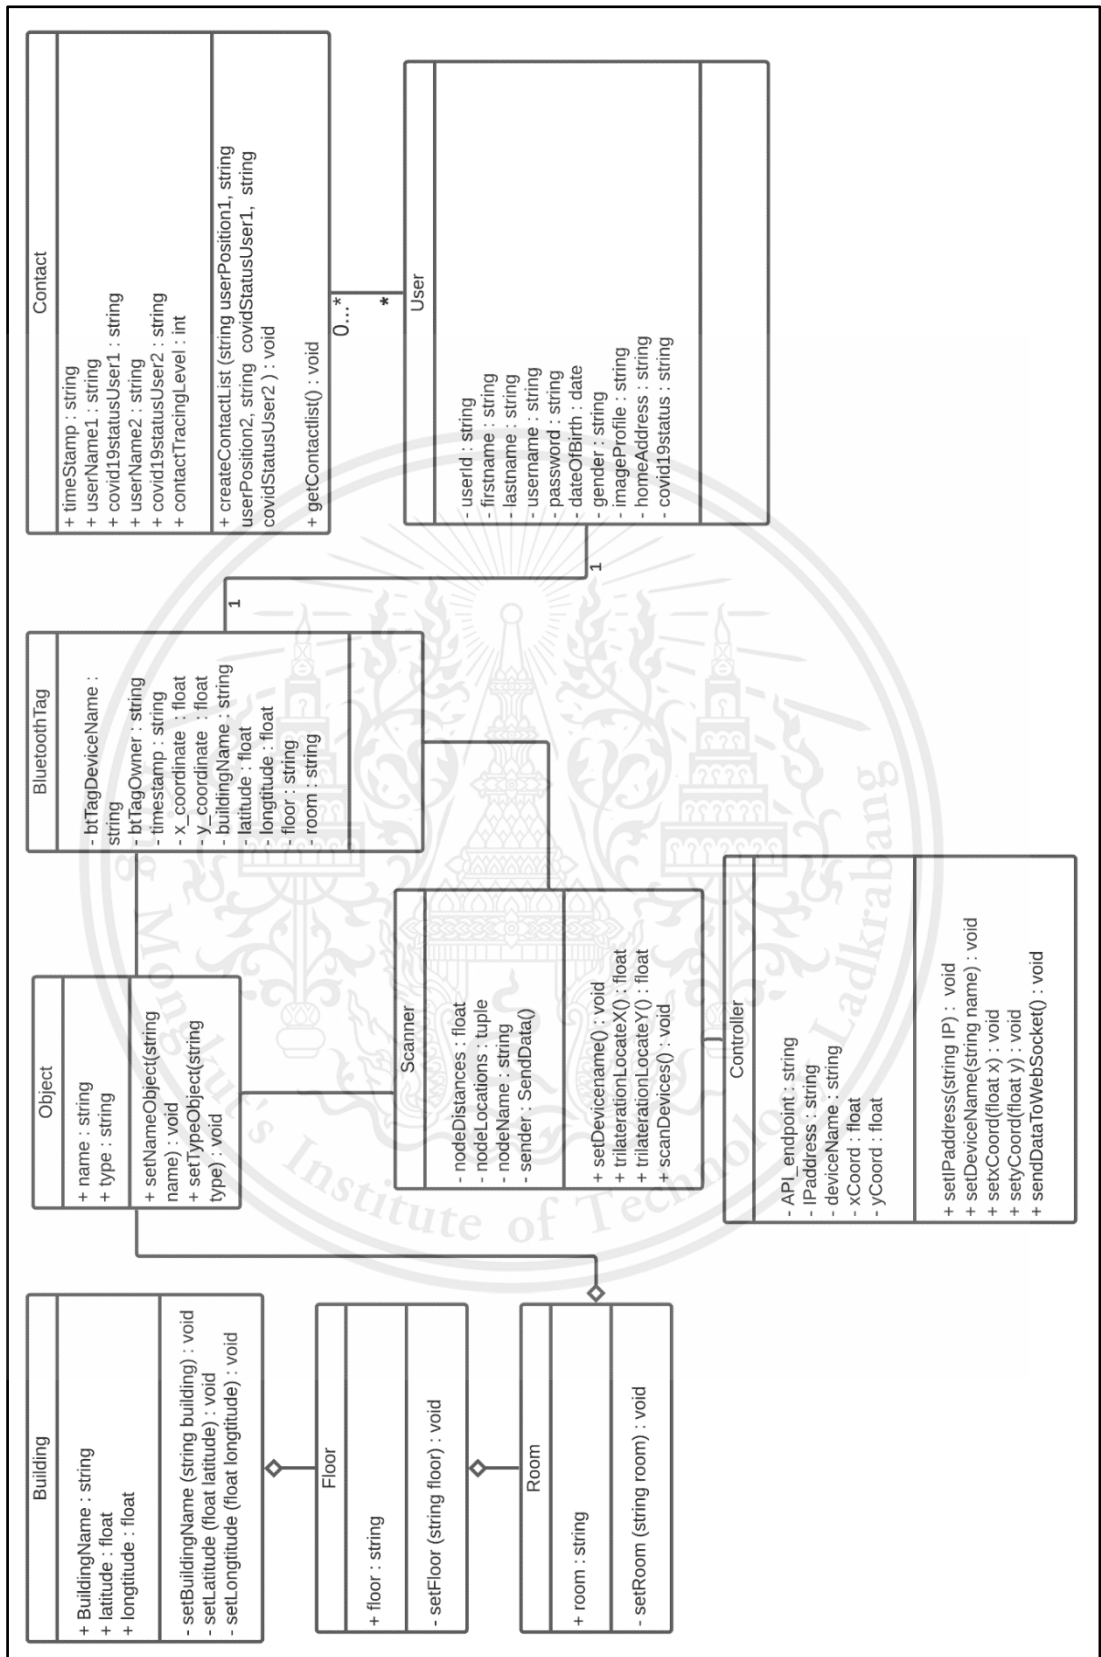 Building
+ BuildingName : string
+ latitude : float
+ longtitude : float
- setBuildingName (string building) : void
- setLatitude (float latitude) : void
- setLongtitude (float longtitude) : void
Floor
+ floor : string
- setFloor (string floor) : void
Room
+ room : string
- setRoom (string room) : void
Object
+ name : string
+ type : string
+ setNameObject(string
name) : void
+ setTypeObject(string
type) : void
Scanner
- nodeDistances : float
- nodeLocations : tuple
- nodeName : string
- sender : SendData()
+ setDevicename() : void
+ trilaterationLocateX() : float
+ trilaterationLocateY() : float
+ scanDevices() : void
Controller
- API_endpoint : string
- IPaddress : string
- deviceName : string
- xCoord : float
- yCoord : float
+ setIPaddress(string IP) : void
+ setDeviceName(string name) : void
+ setxCoord(float x) : void
+ setyCoord(float y) : void
+ sendDataToWebSocket() : void
BluetoothTag
- btTagDeviceName :
string
- btTagOwner : string
- timestamp : string
- x_coordinate : float
- y_coordinate : float
- buildingName : string
- latitude : float
- longtitude : float
- floor : string
- room : string
1
1
Contact
+ timeStamp : string
+ userName1 : string
+ covid19statusUser1 : string
+ userName2 : string
+ covid19statusUser2 : string
+ contactTracingLevel : int
+ createContactList (string userPosition1, string
userPosition2, string covidStatusUser1, string
covidStatusUser2 ) : void
+ getContactlist() : void
0...*
*
User
- userId : string
- firstname : string
- lastname : string
- username : string
- password : string
- dateOfBirth : date
- gender : string
- imageProfile : string
- homeAddress : string
- covid19status : string
Mongkut's Institute of Technology Ladkrabang